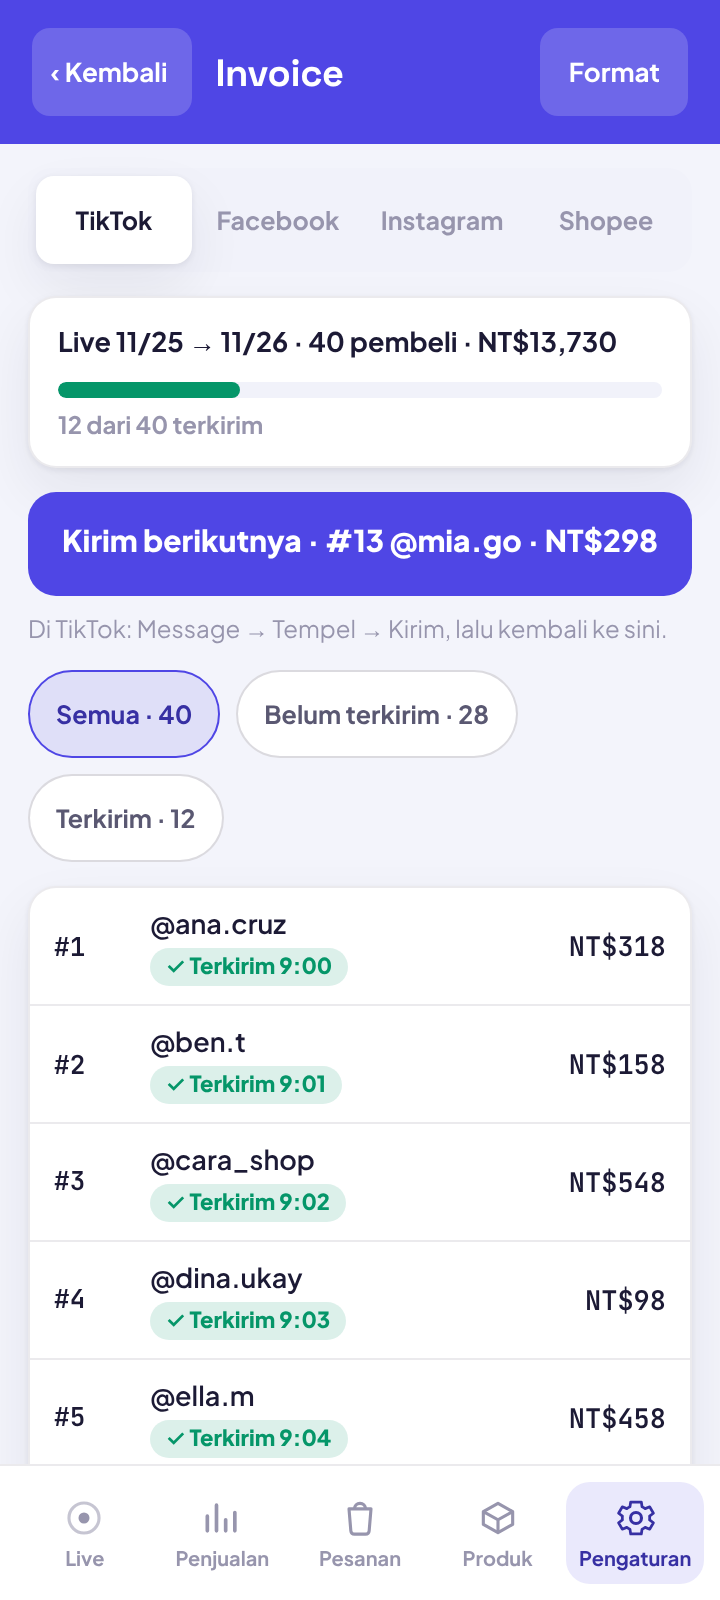 ‹ Kembali
Invoice
Format
TikTok
Facebook
Instagram
Shopee
Live 11/25 → 11/26 · 40 pembeli · NT$13,730
12 dari 40 terkirim
Kirim berikutnya · #13 @mia.go · NT$298
Di TikTok: Message → Tempel → Kirim, lalu kembali ke sini.
Semua · 40
Belum terkirim · 28
Terkirim · 12
#1
@ana.cruz
✓ Terkirim 9:00
NT$318
#2
@ben.t
✓ Terkirim 9:01
NT$158
#3
@cara_shop
✓ Terkirim 9:02
NT$548
#4
@dina.ukay
✓ Terkirim 9:03
NT$98
#5
@ella.m
✓ Terkirim 9:04
NT$458
Live
Penjualan
Pesanan
Produk
Pengaturan